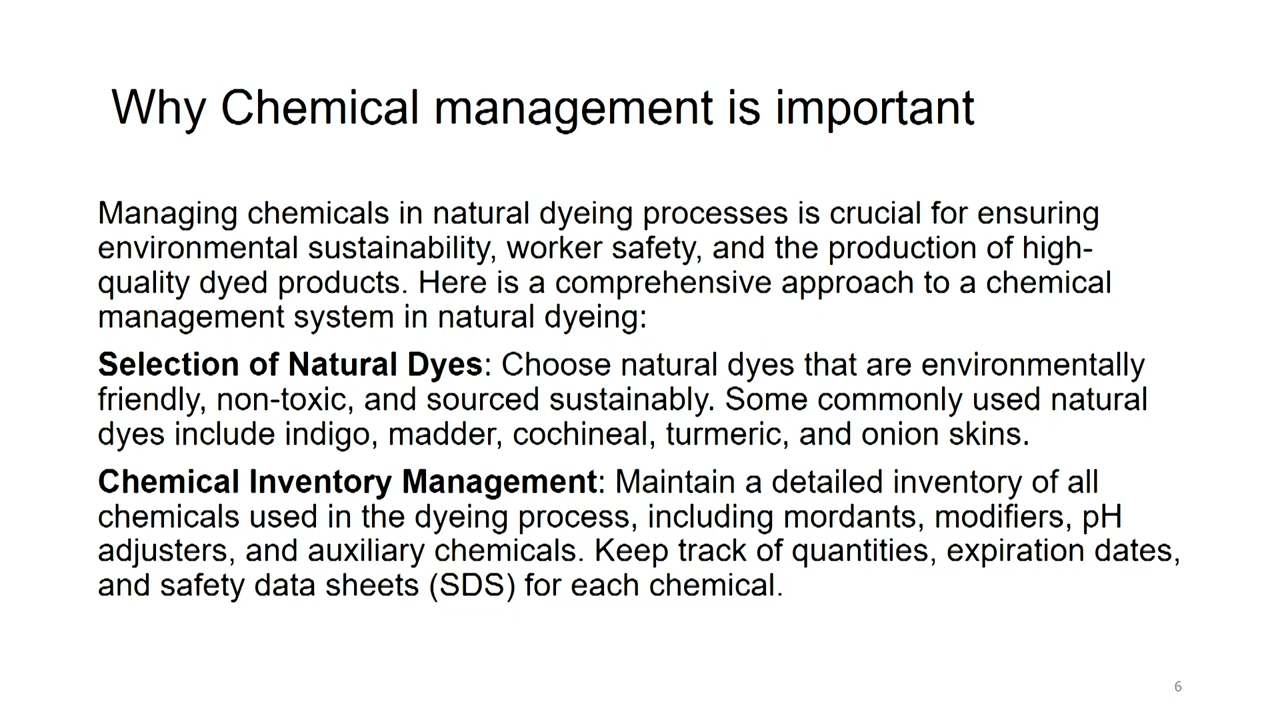 Why Chemical management is important
Managing chemicals in natural dyeing processes is crucial for ensuring
environmental sustainability, worker safety, and the production of high-
quality dyed products. Here is a comprehensive approach to a chemical
management system in natural dyeing:
Selection of Natural Dyes: Choose natural dyes that are environmentally
friendly, non-toxic, and sourced sustainably. Some commonly used natural
dyes include indigo, madder, cochineal, turmeric, and onion skins.
Chemical Inventory Management: Maintain a detailed inventory of all
chemicals used in the dyeing process, including mordants, modifiers, pH
adjusters, and auxiliary chemicals. Keep track of quantities, expiration dates,
and safety data sheets (SDS) for each chemical.
6